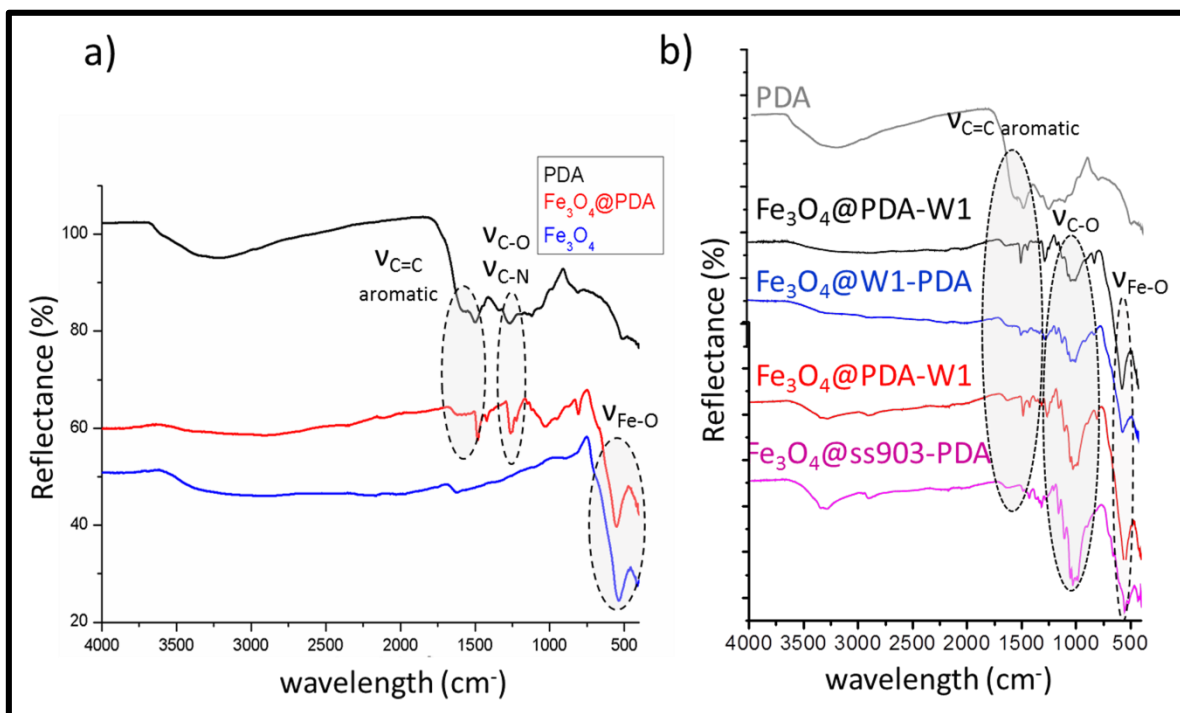 a)
PDA
Fe₃O₄@PDA
Fe₃O₄
νC=C
aromatic
νC-O
νC-N
νFe-O
Reflectance (%)
100
80
60
40
20
4000 3500 3000 2500 2000 1500 1000 500
wavelength (cm⁻)
b)
PDA
νC=C aromatic
Fe₃O₄@PDA-W1
νC-O
νFe-O
Fe₃O₄@W1-PDA
Fe₃O₄@PDA-W1
Fe₃O₄@ss903-PDA
Reflectance (%)
4000 3500 3000 2500 2000 1500 1000 500
wavelength (cm⁻)